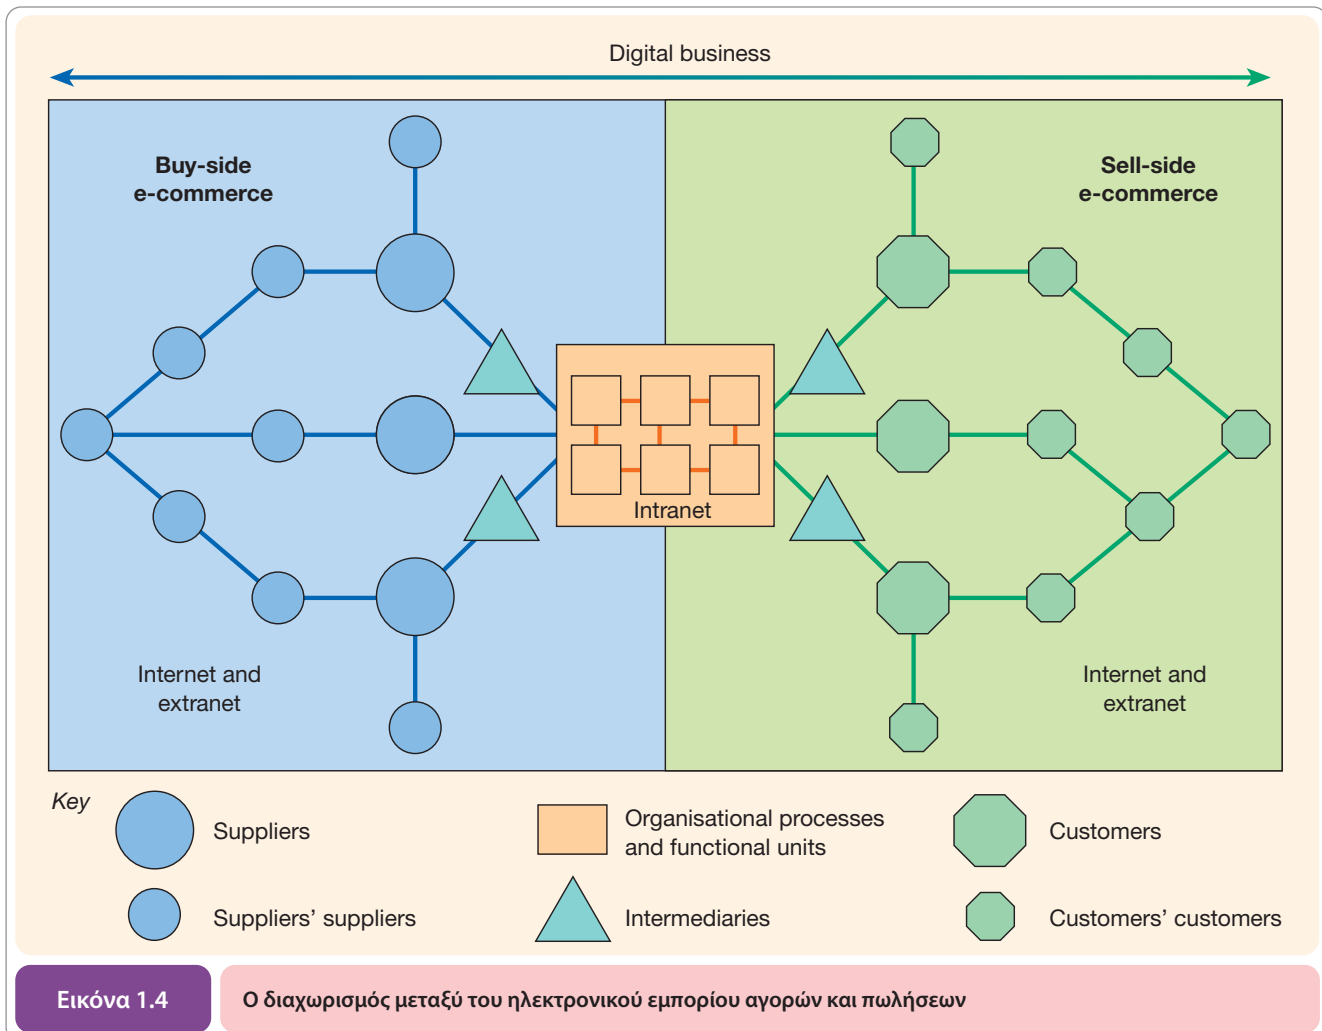 Digital business
Buy-side
e-commerce
Sell-side
e-commerce
Intranet
Internet and
extranet
Internet and
extranet
Key
Suppliers
Organisational processes
and functional units
Customers
Suppliers’ suppliers
Intermediaries
Customers’ customers
Εικόνα 1.4
Ο διαχωρισμός μεταξύ του ηλεκτρονικού εμπορίου αγορών και πωλήσεων